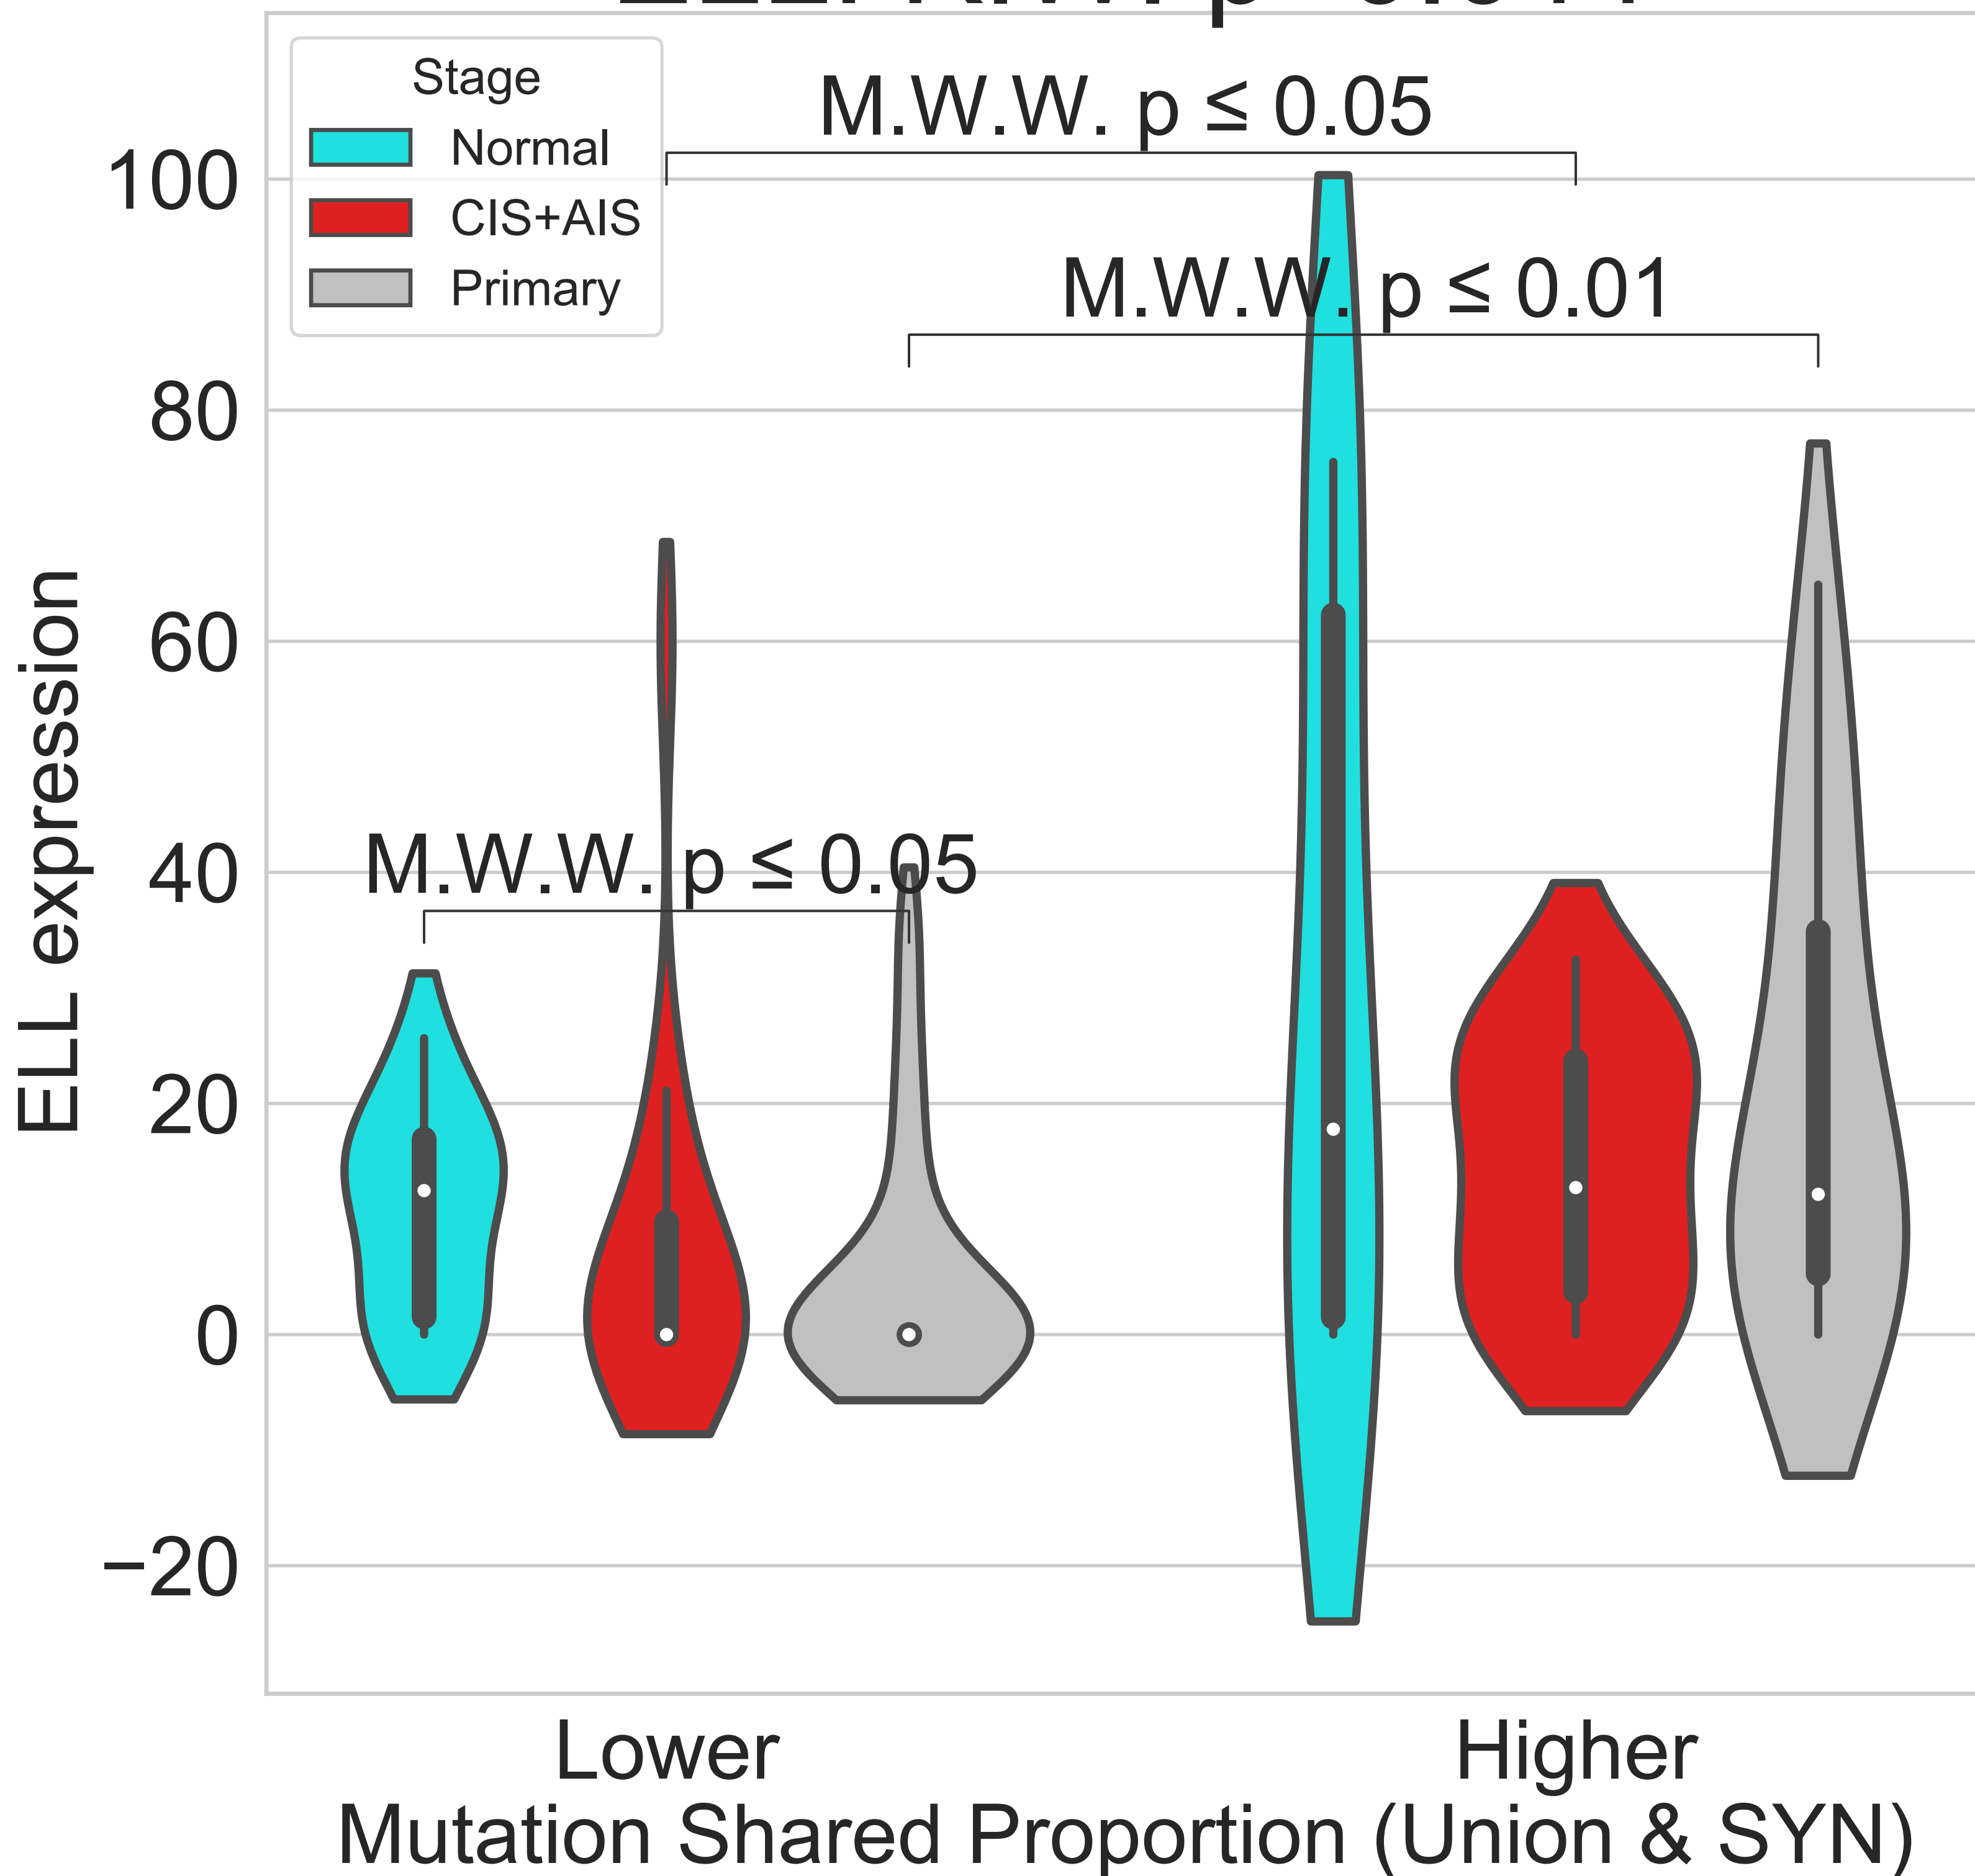 Stage
Normal
CIS+AIS
Primary
M.W.W. p ≤ 0.05
M.W.W. p ≤ 0.01
M.W.W. p ≤ 0.05
100
80
60
40
20
0
−20
ELL expression
Lower
Higher
Mutation Shared Proportion (Union & SYN)